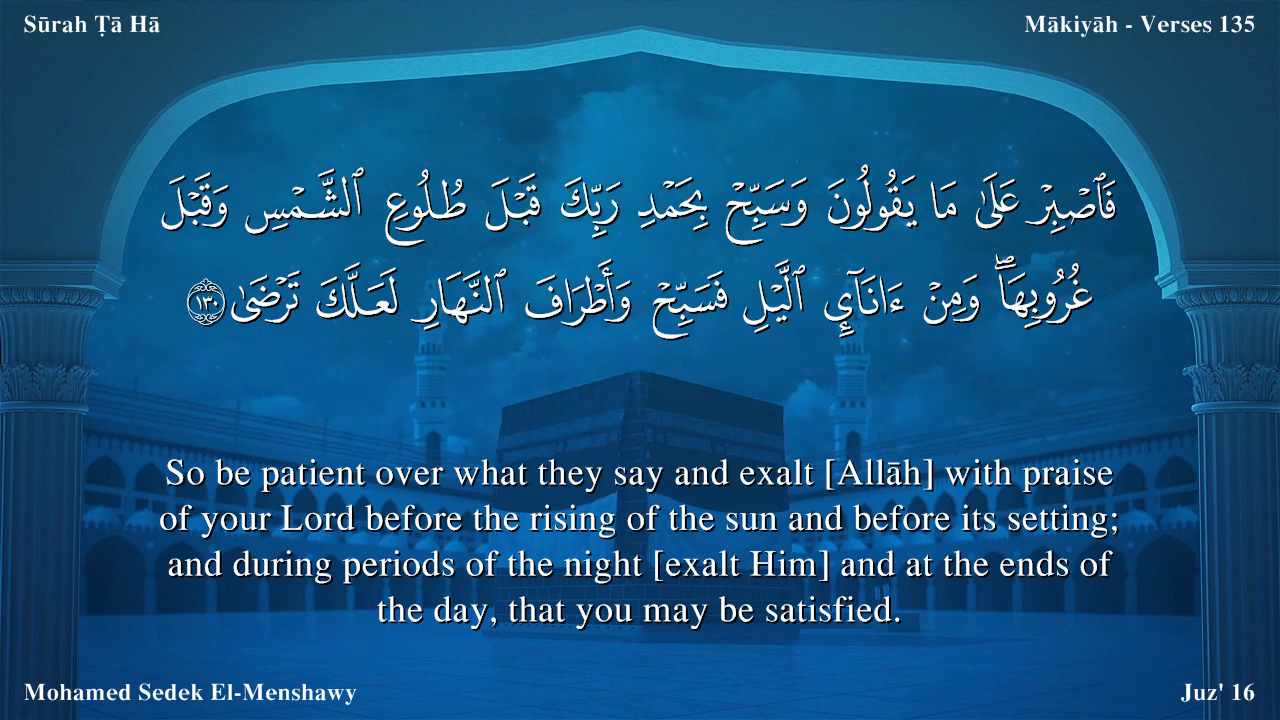 Sūrah Ṭā Hā
Mākiyāh - Verses 135
فَٱصْبِرْ عَلَىٰ مَا يَقُولُونَ وَسَبِّحْ بِحَمْدِ رَبِّكَ قَبْلَ طُلُوعِ ٱلشَّمْسِ وَقَبْلَ
غُرُوبِهَا ۖ وَمِنْ ءَانَآئِ ٱلَّيْلِ فَسَبِّحْ وَأَطْرَافَ ٱلنَّهَارِ لَعَلَّكَ تَرْضَىٰ ١٣٠
So be patient over what they say and exalt [Allāh] with praise
of your Lord before the rising of the sun and before its setting;
and during periods of the night [exalt Him] and at the ends of
the day, that you may be satisfied.
Mohamed Sedek El-Menshawy
Juz' 16